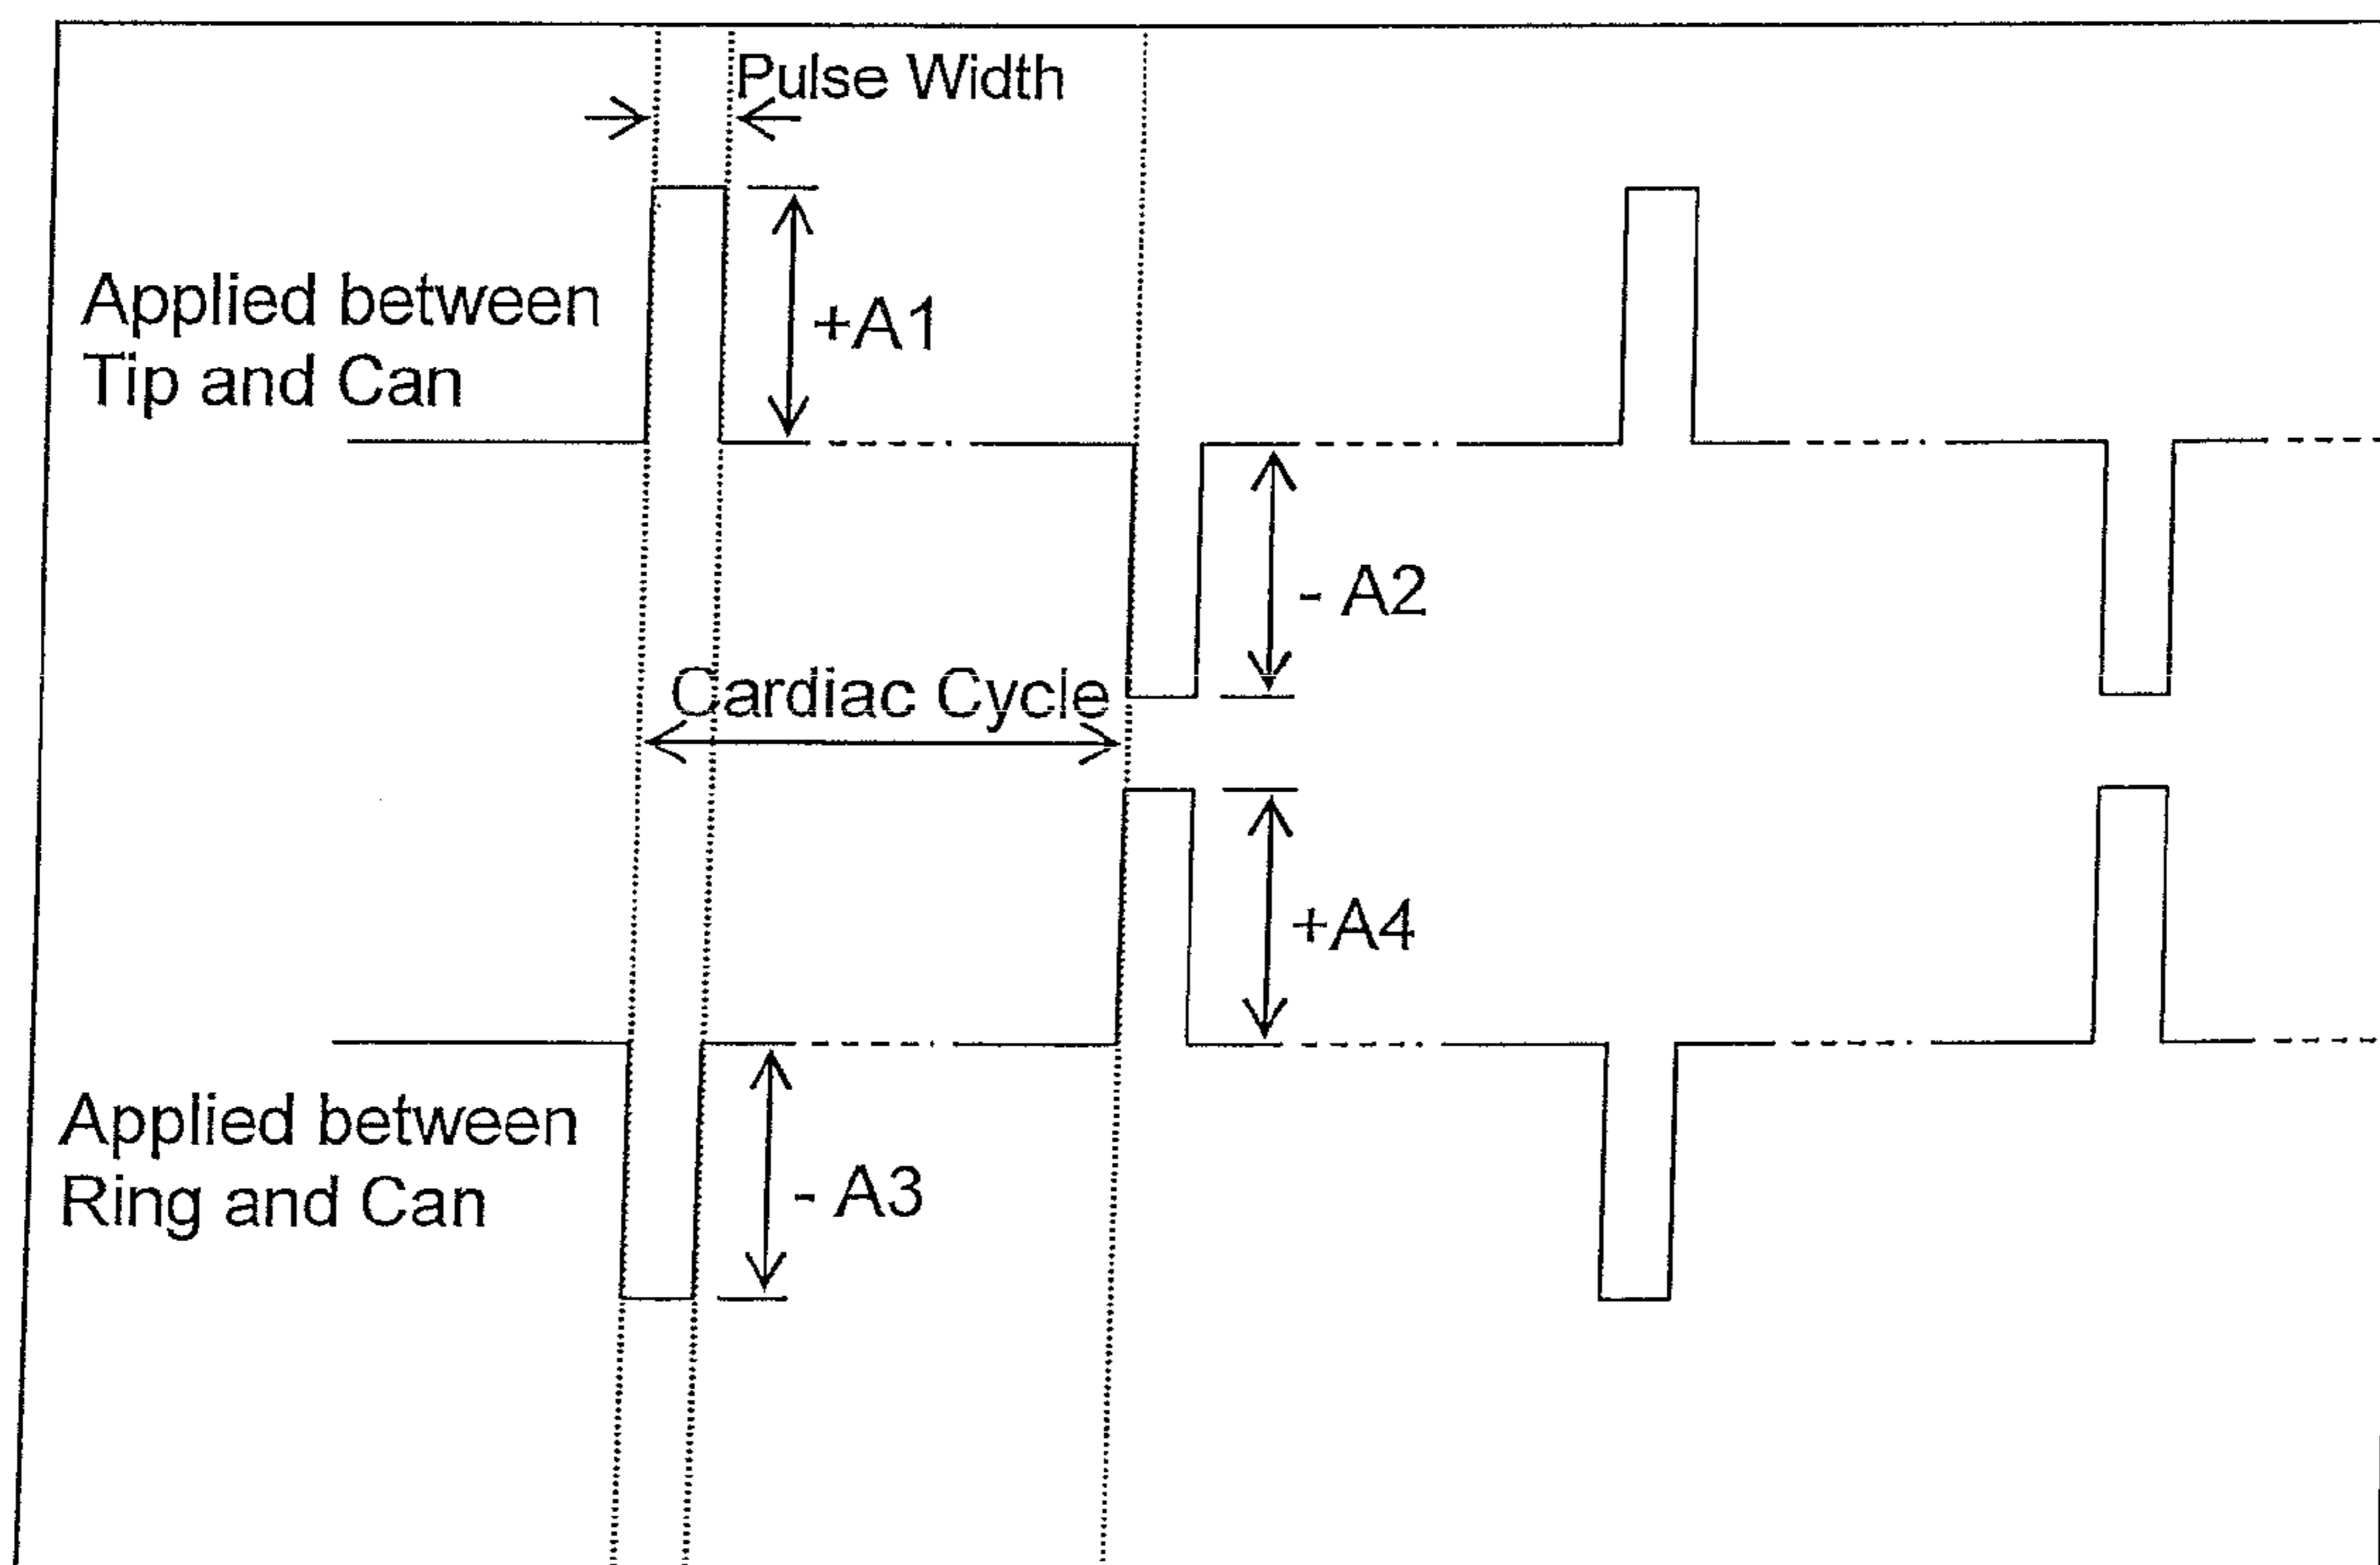 Pulse Width
Applied between
Tip and Can
+A1
- A2
Cardiac Cycle
+A4
Applied between
Ring and Can
- A3